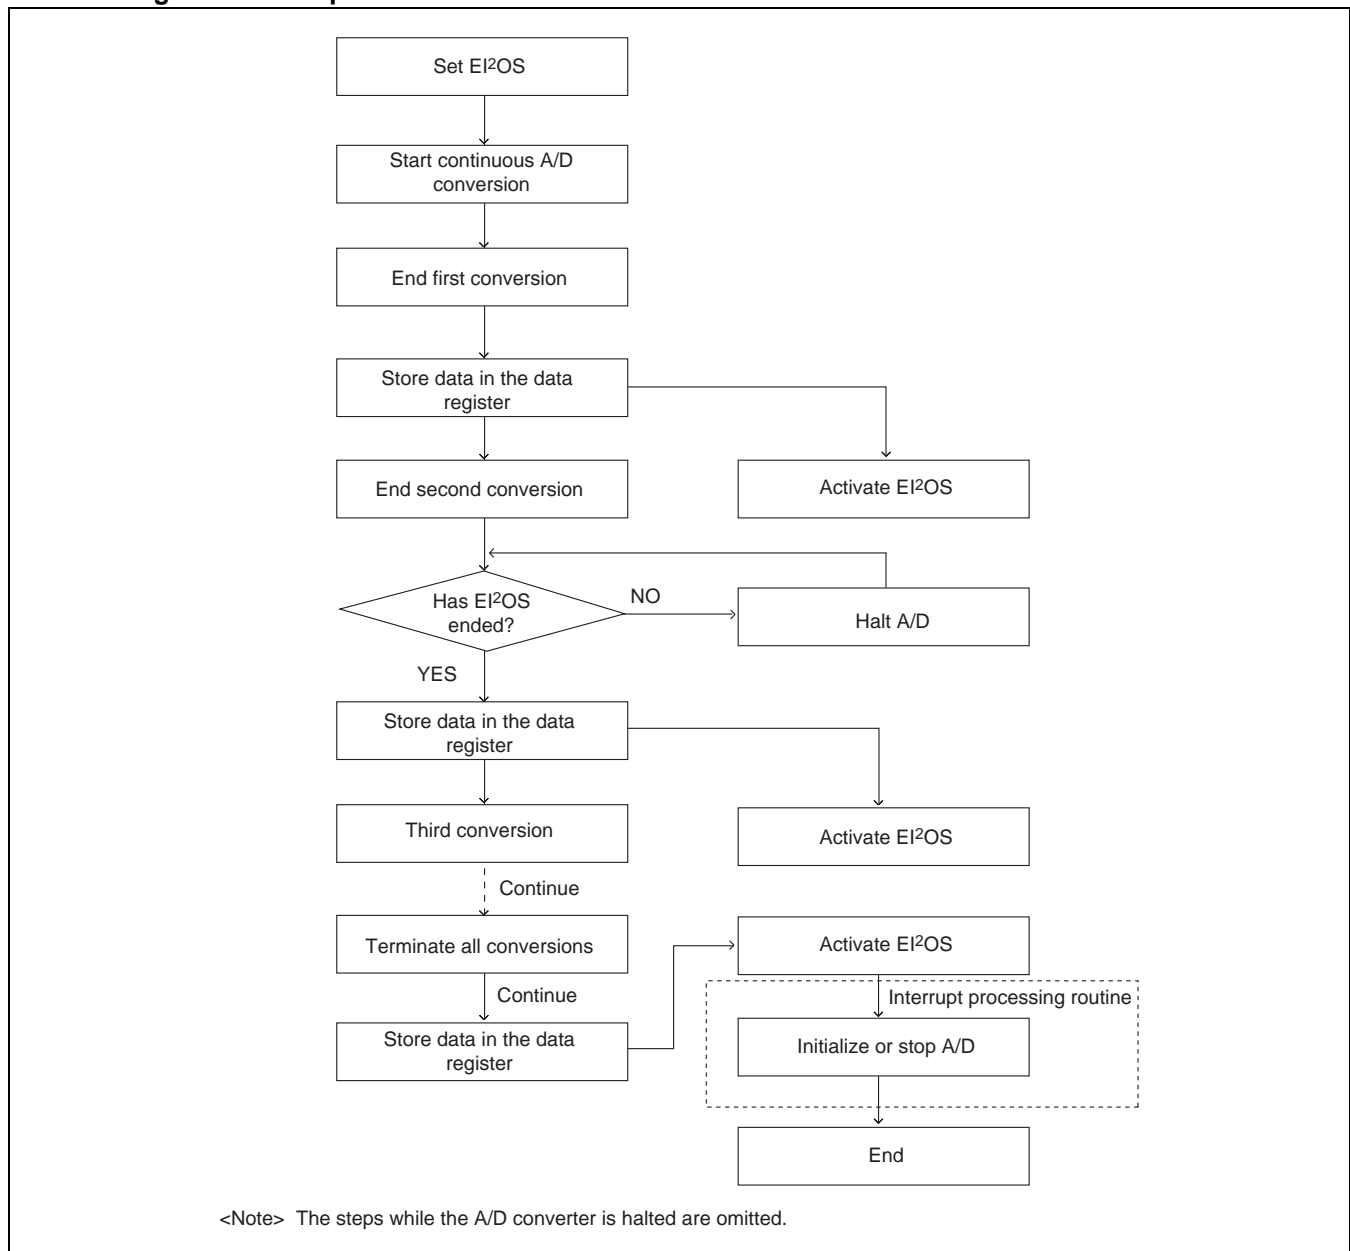 Set EI²OS
Start continuous A/D
conversion
End first conversion
Store data in the data
register
End second conversion
Activate EI²OS
Has EI²OS
ended?
NO
Halt A/D
YES
Store data in the data
register
Third conversion
Activate EI²OS
Continue
Terminate all conversions
Activate EI²OS
Continue
Interrupt processing routine
Store data in the data
register
Initialize or stop A/D
End
<Note> The steps while the A/D converter is halted are omitted.